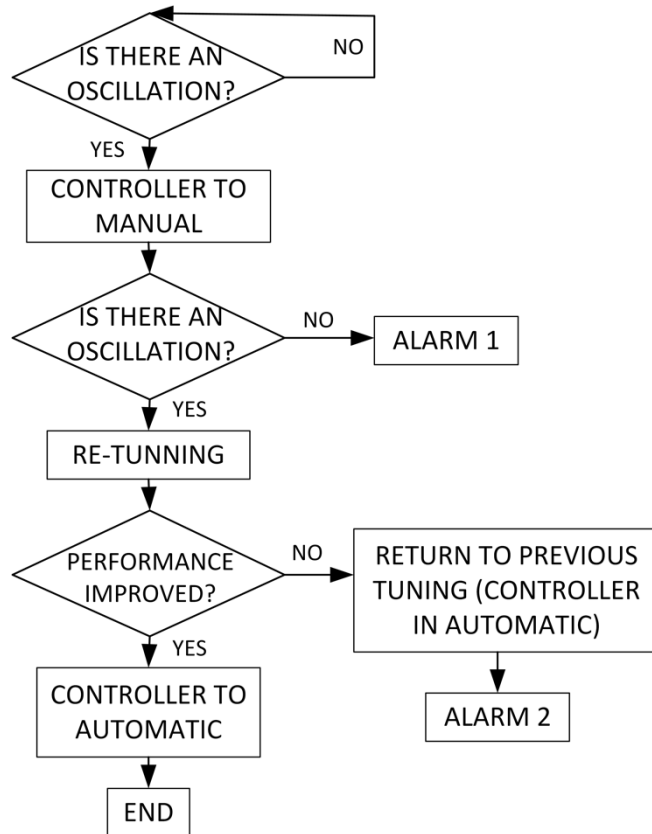 IS THERE AN
OSCILLATION?
NO
YES
CONTROLLER TO
MANUAL
IS THERE AN
OSCILLATION?
NO
ALARM 1
YES
RE-TUNNING
PERFORMANCE
IMPROVED?
NO
RETURN TO PREVIOUS
TUNING (CONTROLLER
IN AUTOMATIC)
YES
CONTROLLER TO
AUTOMATIC
ALARM 2
END